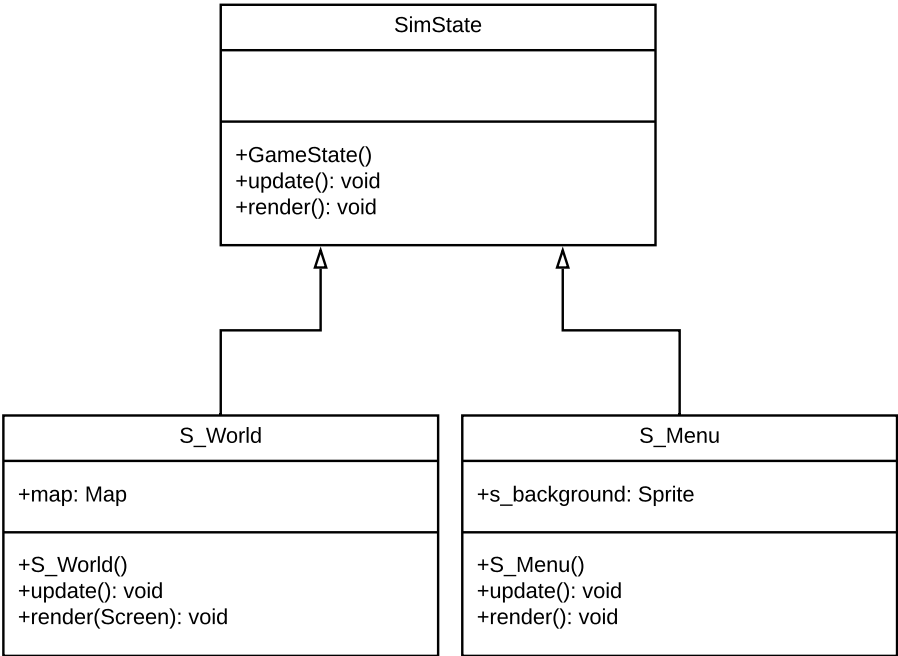 SimState
+GameState()
+update(): void
+render(): void
S_World
+map: Map
+S_World()
+update(): void
+render(Screen): void
S_Menu
+s_background: Sprite
+S_Menu()
+update(): void
+render(): void